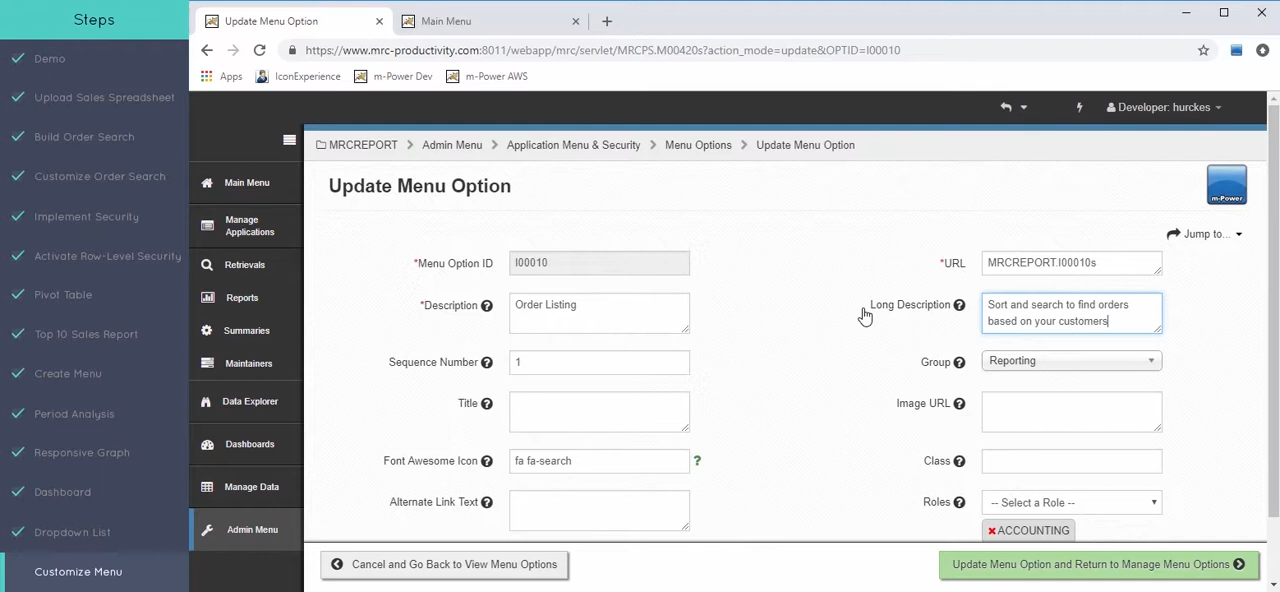 Steps
Demo
Upload Sales Spreadsheet
Build Order Search
Customize Order Search
Implement Security
Activate Row-Level Security
Pivot Table
Top 10 Sales Report
Create Menu
Period Analysis
Responsive Graph
Dashboard
Dropdown List
Customize Menu
Update Menu Option
Main Menu
https://www.mrc-productivity.com:8011/webapp/mrc/servlet/MRCPS.M00420s?action_mode=update&OPTID=I00010
Apps IconExperience m-Power Dev m-Power AWS
Developer: hurckes
Main Menu
Manage Applications
Retrievals
Reports
Summaries
Maintainers
Data Explorer
Dashboards
Manage Data
Admin Menu
MRCREPORT > Admin Menu > Application Menu & Security > Menu Options > Update Menu Option
Update Menu Option
m-Power
Jump to...
*Menu Option ID I00010
*URL MRCREPORT.I00010s
*Description Order Listing
Long Description Sort and search to find orders
based on your customers
Sequence Number 1
Group Reporting
Title
Image URL
Font Awesome Icon fa fa-search ?
Class
Alternate Link Text
Roles -- Select a Role --
ACCOUNTING
Cancel and Go Back to View Menu Options
Update Menu Option and Return to Manage Menu Options